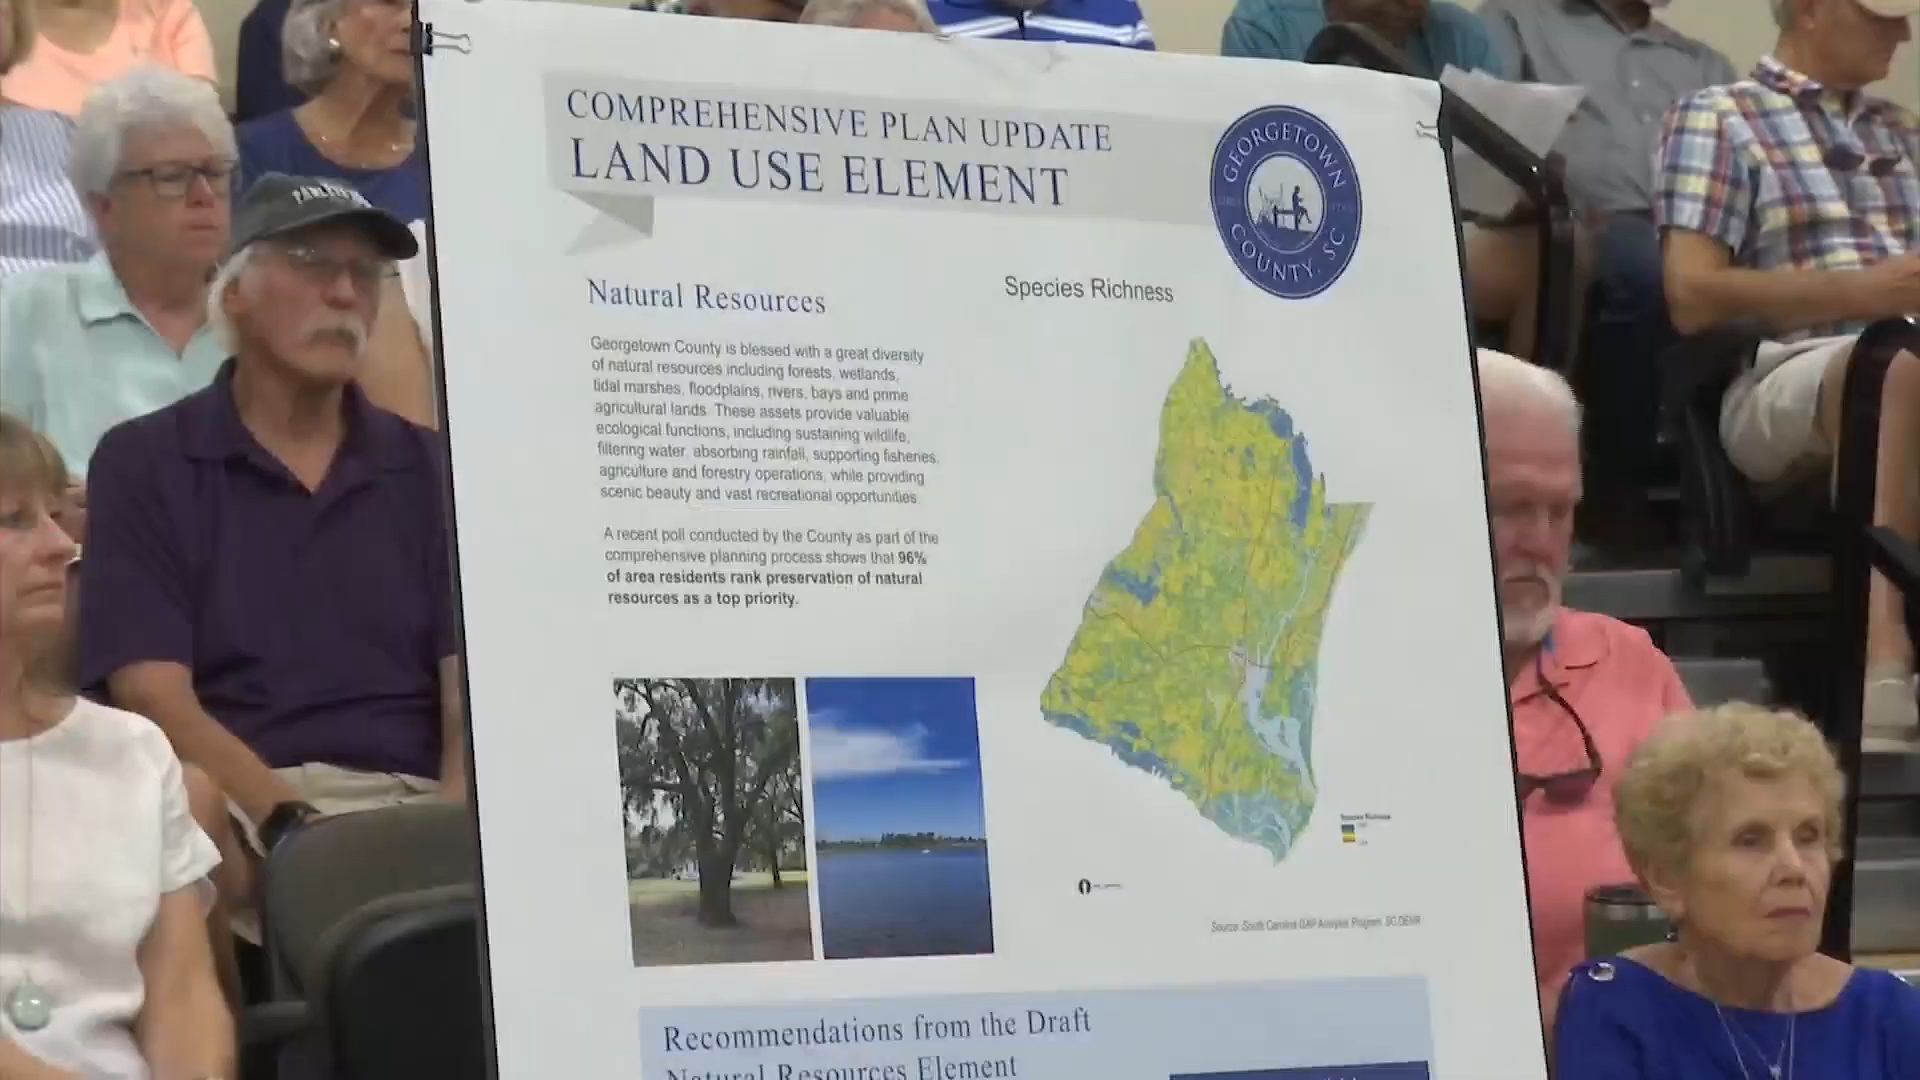 COMPREHENSIVE PLAN UPDATE
LAND USE ELEMENT
GEORGETOWN
COUNTY, SC
Natural Resources
Georgetown County is blessed with a great diversity
of natural resources including forests, wetlands,
tidal marshes, floodplains, rivers, bays and prime
agricultural lands. These assets provide valuable
ecological functions, including sustaining wildlife,
filtering water, absorbing rainfall, supporting fisheries,
agriculture and forestry operations, while providing
scenic beauty and vast recreational opportunities.
A recent poll conducted by the County as part of the
comprehensive planning process shows that 96%
of area residents rank preservation of natural
resources as a top priority.
Species Richness
Species Richness
Source: South Carolina GAP Analysis Program, SC DENR
Recommendations from the Draft
Natural Resources Element